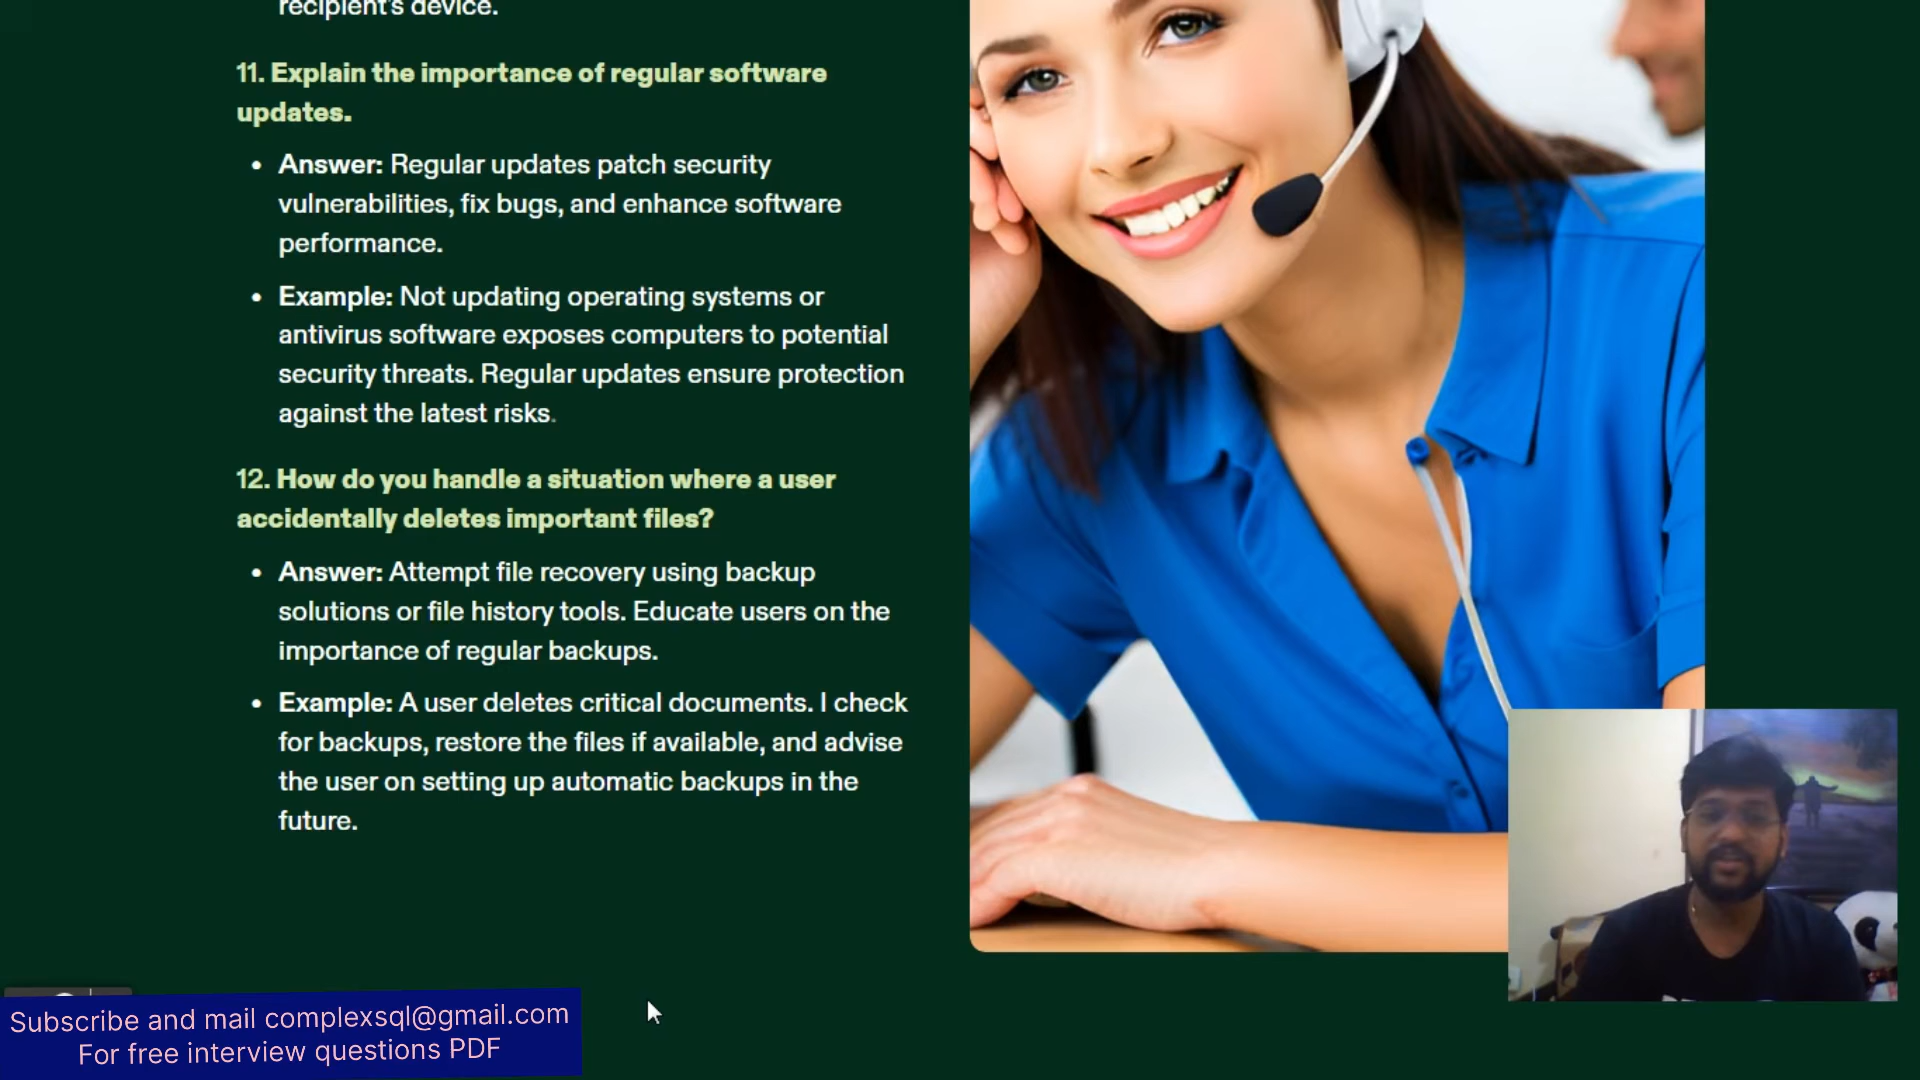 recipient's device.
11. Explain the importance of regular software
updates.
• Answer: Regular updates patch security
vulnerabilities, fix bugs, and enhance software
performance.
• Example: Not updating operating systems or
antivirus software exposes computers to potential
security threats. Regular updates ensure protection
against the latest risks.
12. How do you handle a situation where a user
accidentally deletes important files?
• Answer: Attempt file recovery using backup
solutions or file history tools. Educate users on the
importance of regular backups.
• Example: A user deletes critical documents. I check
for backups, restore the files if available, and advise
the user on setting up automatic backups in the
future.
Subscribe and mail complexsql@gmail.com
For free interview questions PDF